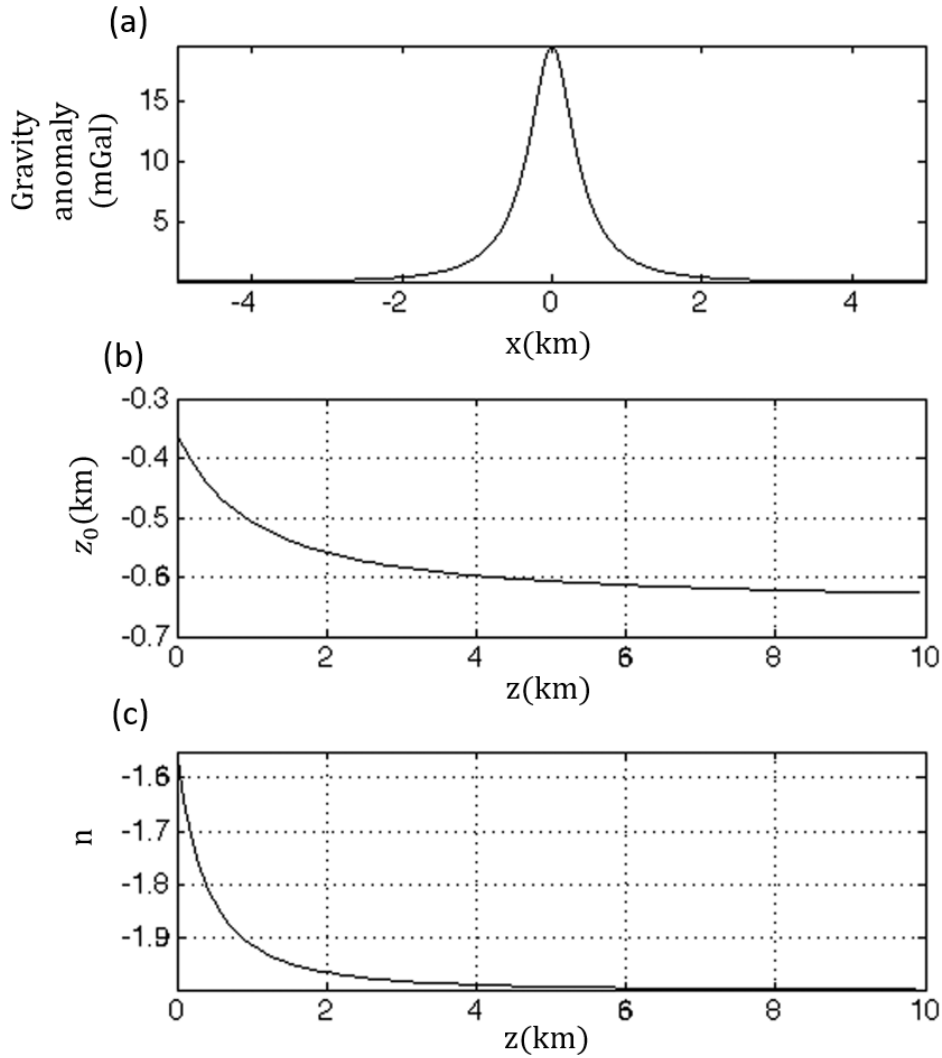 (a)
Gravity
anomaly
(mGal)
15
10
5
-4 -2 0 2 4
x(km)
(b)
z₀(km)
-0.3
-0.4
-0.5
-0.6
-0.7
0 2 4 6 8 10
z(km)
(c)
n
-1.6
-1.7
-1.8
-1.9
0 2 4 6 8 10
z(km)